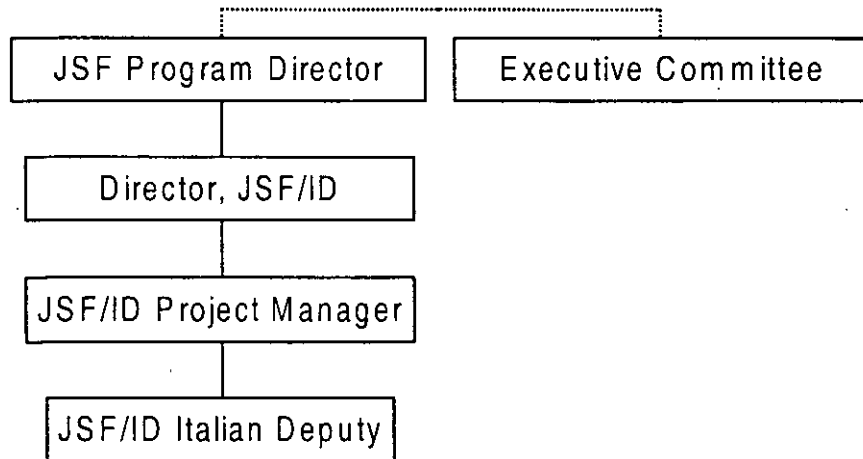 JSF Program Director
Executive Committee
Director, JSF/ID
JSF/ID Project Manager
JSF/ID Italian Deputy